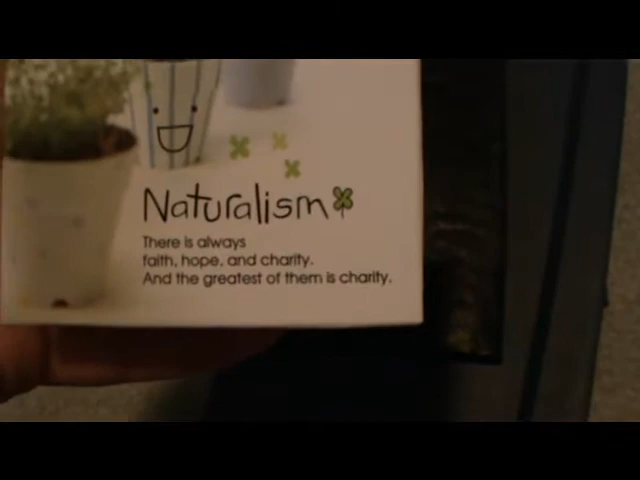 Naturalism
There is always
faith, hope, and charity.
And the greatest of them is charity.